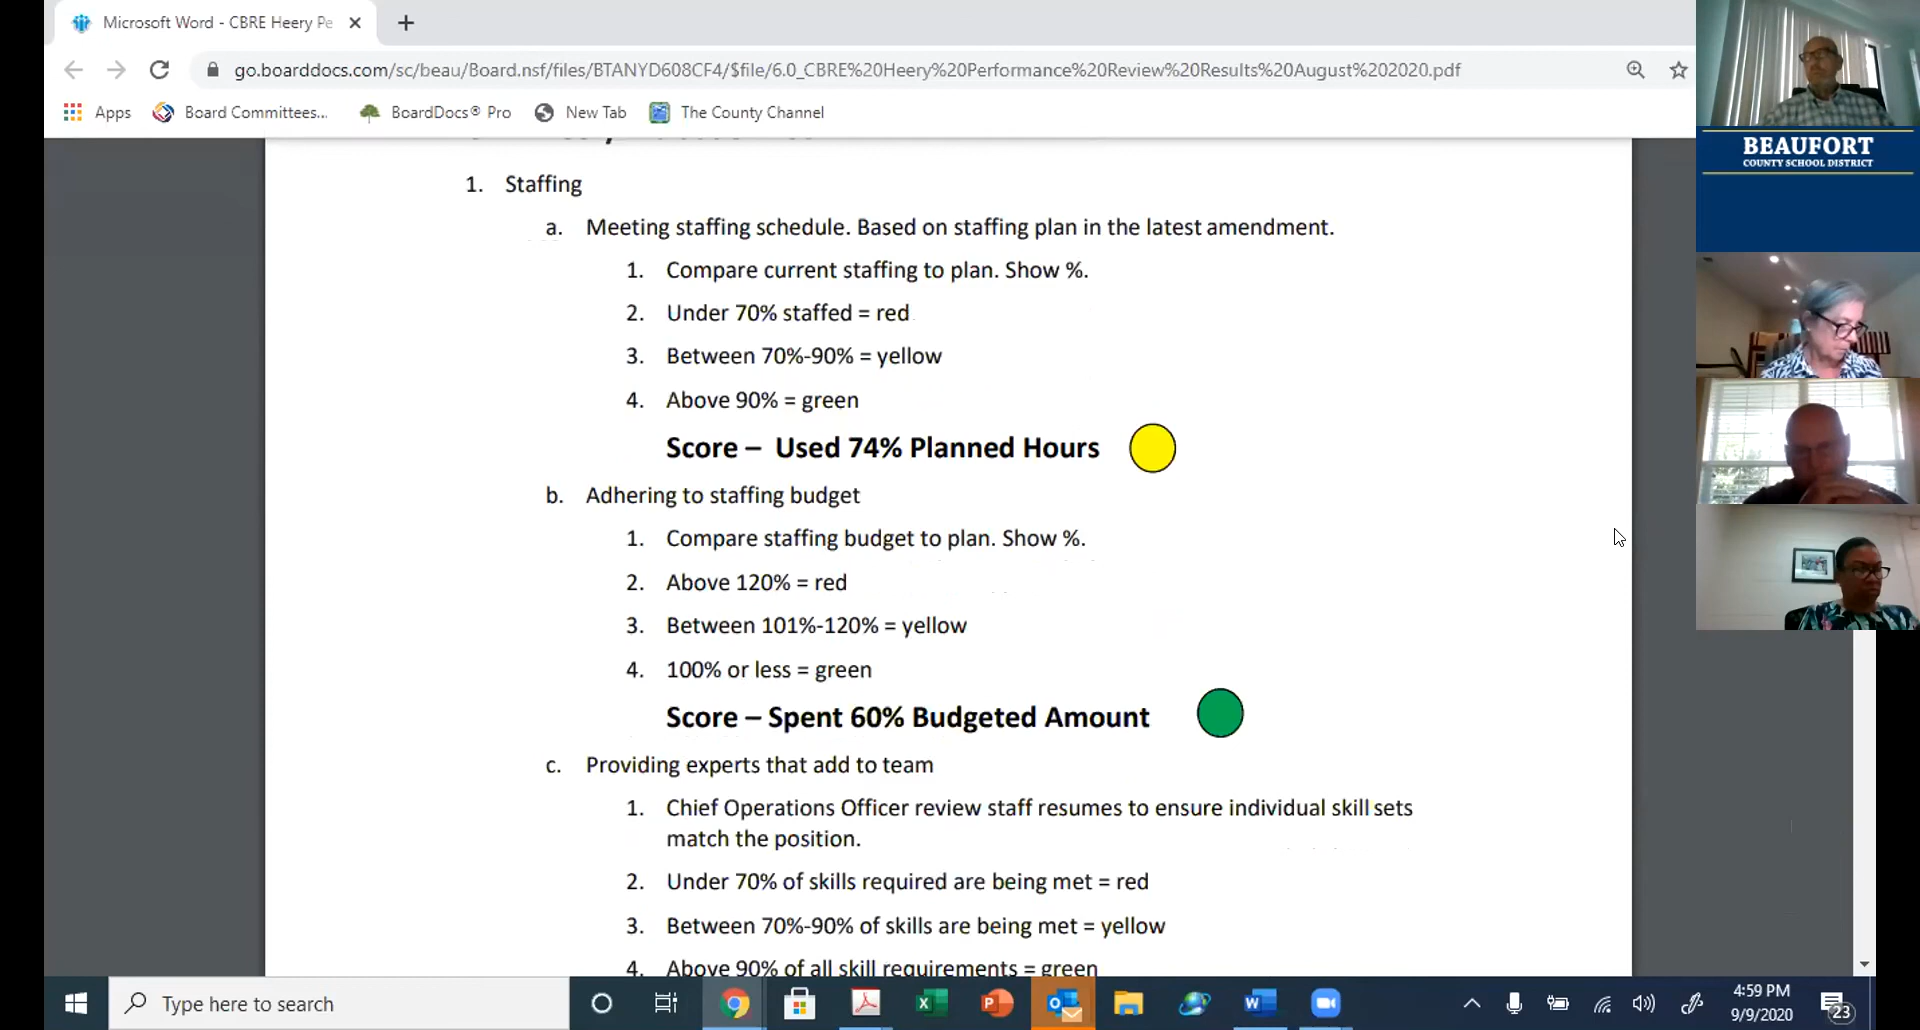 Microsoft Word - CBRE Heery Pe
go.boarddocs.com/sc/beau/Board.nsf/files/BTANYD608CF4/$file/6.0_CBRE%20Heery%20Performance%20Review%20Results%20August%202020.pdf
Apps Board Committees... BoardDocs® Pro New Tab The County Channel
BEAUFORT
COUNTY SCHOOL DISTRICT
1. Staffing
a. Meeting staffing schedule. Based on staffing plan in the latest amendment.
1. Compare current staffing to plan. Show %.
2. Under 70% staffed = red
3. Between 70%-90% = yellow
4. Above 90% = green
Score – Used 74% Planned Hours
b. Adhering to staffing budget
1. Compare staffing budget to plan. Show %.
2. Above 120% = red
3. Between 101%-120% = yellow
4. 100% or less = green
Score – Spent 60% Budgeted Amount
c. Providing experts that add to team
1. Chief Operations Officer review staff resumes to ensure individual skill sets
match the position.
2. Under 70% of skills required are being met = red
3. Between 70%-90% of skills are being met = yellow
4. Above 90% of all skill requirements = green
Type here to search
4:59 PM
9/9/2020
23